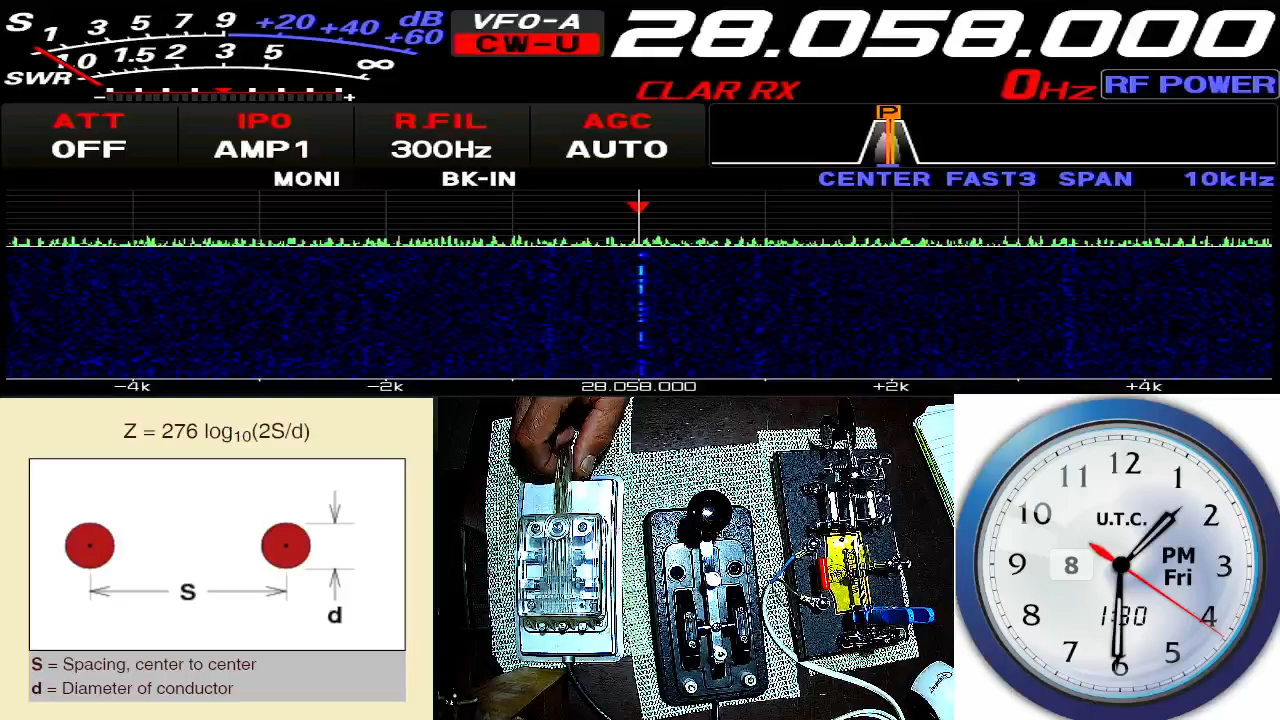 S 1 3 5 7 9 +20 +40 +60 dB
SWR 1.0 1.5 2 3 5 ∞
− +
VFO-A
CW-U
28.058.000
CLAR RX 0Hz RF POWER
ATT IPO R.FIL AGC
OFF AMP1 300Hz AUTO
P
MONI BK-IN
CENTER FAST3 SPAN 10kHz
-4k -2k 28.058.000 +2k +4k
Z = 276 log₁₀(2S/d)
S
d
S = Spacing, center to center
d = Diameter of conductor
12
11 1
10 U.T.C. 2
9 8 PM 3
Fri
8 1:30 4
7 5
6